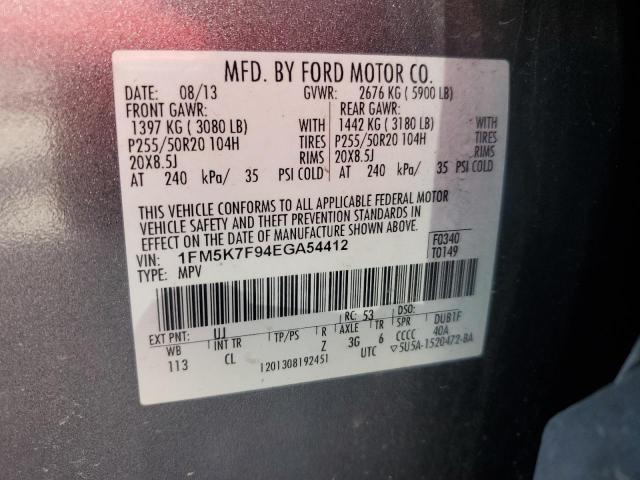 MFD. BY FORD MOTOR CO.
DATE: 08/13 GVWR: 2676 KG ( 5900 LB)
FRONT GAWR: REAR GAWR:
1397 KG ( 3080 LB) WITH 1442 KG ( 3180 LB) WITH
P255/50R20 104H TIRES P255/50R20 104H TIRES
20X8.5J RIMS 20X8.5J RIMS
AT 240 kPa/ 35 PSI COLD AT 240 kPa/ 35 PSI COLD
THIS VEHICLE CONFORMS TO ALL APPLICABLE FEDERAL MOTOR
VEHICLE SAFETY AND THEFT PREVENTION STANDARDS IN
EFFECT ON THE DATE OF MANUFACTURE SHOWN ABOVE.
VIN: 1FM5K7F94EGA54412 F0340
TYPE: MPV T0149
EXT PNT: UJ RC: 53 DSO:
WB INT TR TP/PS R AXLE TR SPR DUB1F
113 CL Z 3G 6 CCCC 40A
1201308192451 UTC ▽5U5A-1520472-BA